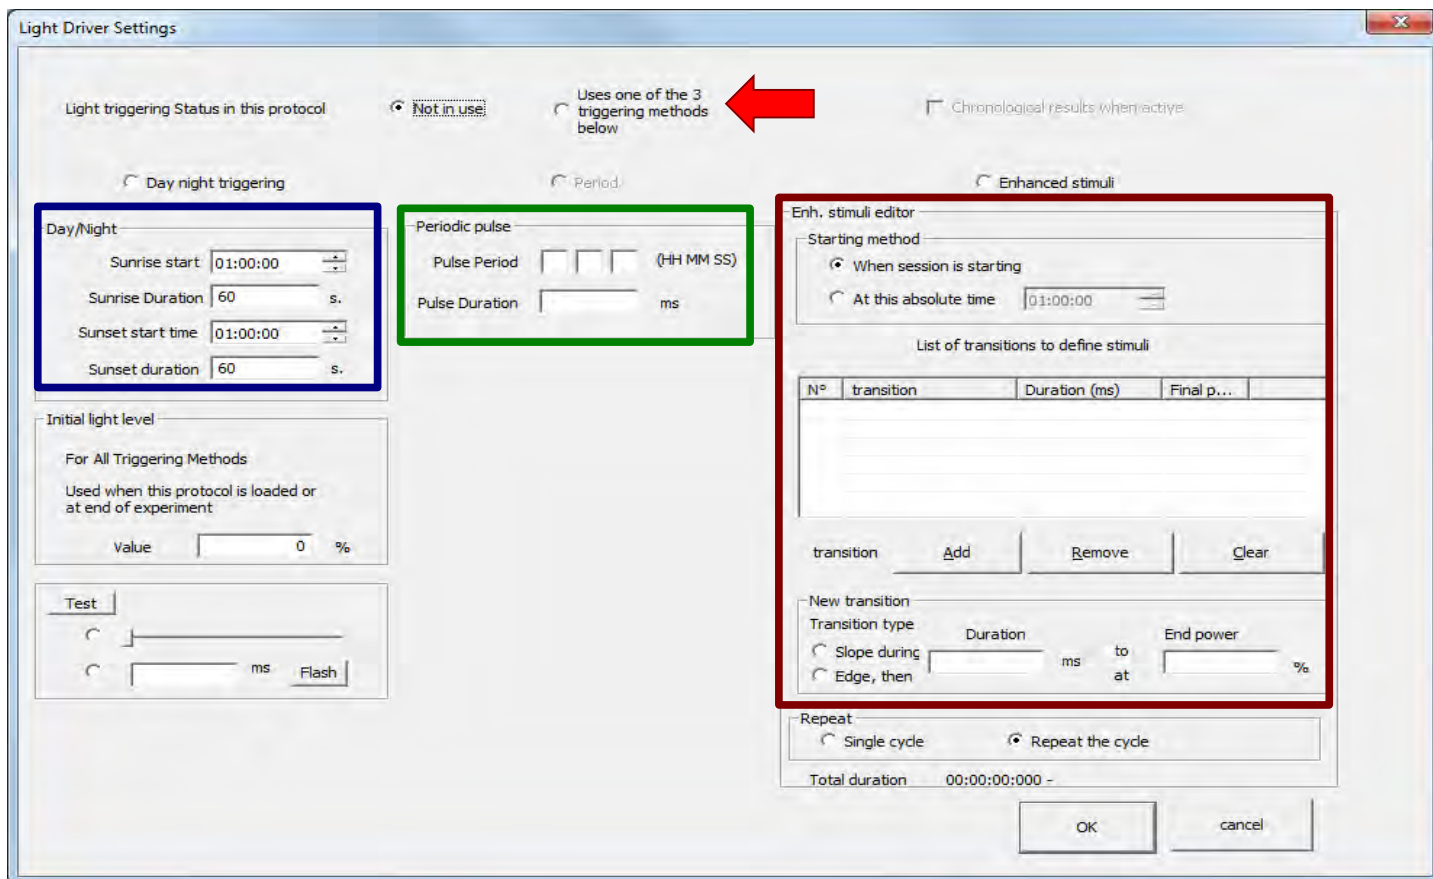 Light Driver Settings
Light triggering Status in this protocol
Not in use
Uses one of the 3
triggering methods
below
Chronological results when active
Day night triggering
Period
Enhanced stimuli
Day/Night
Sunrise start 01:00:00
Sunrise Duration 60 s.
Sunset start time 01:00:00
Sunset duration 60 s.
Periodic pulse
Pulse Period (HH MM SS)
Pulse Duration ms
Enh. stimuli editor
Starting method
When session is starting
At this absolute time 01:00:00
List of transitions to define stimuli
N° transition Duration (ms) Final p...
transition Add Remove Clear
New transition
Transition type
Duration
End power
Slope during
ms
to
Edge, then
at
%
Repeat
Single cycle Repeat the cycle
Total duration 00:00:00:000 -
Initial light level
For All Triggering Methods
Used when this protocol is loaded or
at end of experiment
Value 0 %
Test
ms Flash
OK cancel